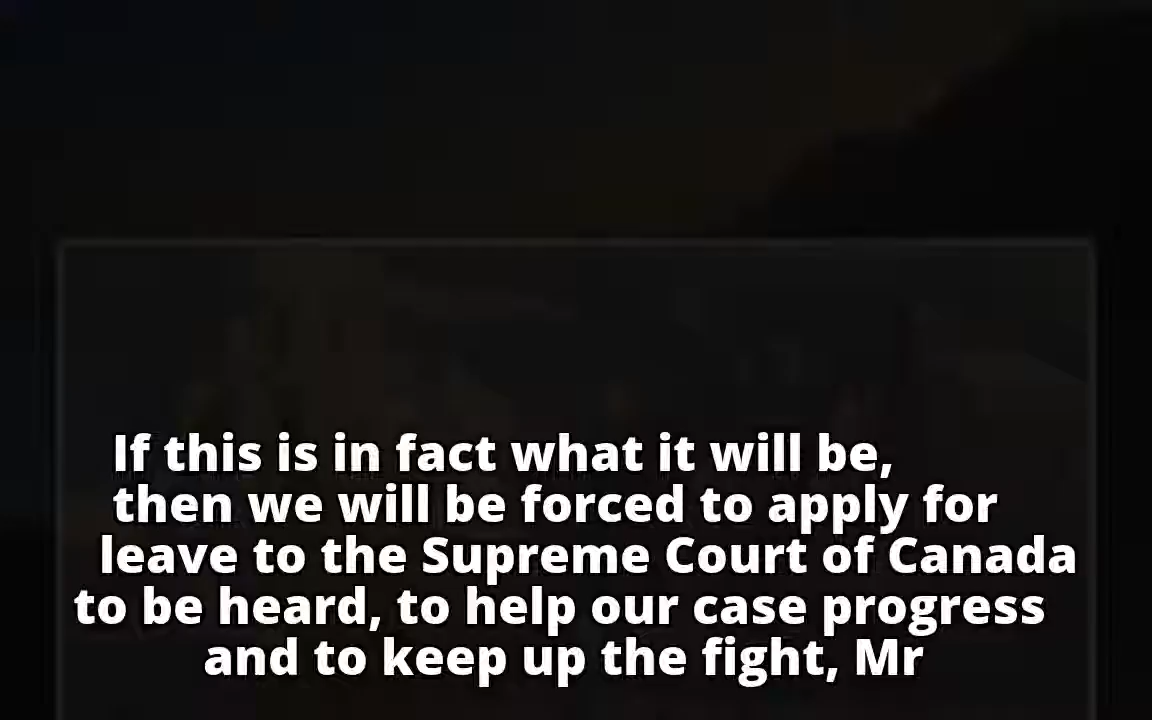 If this is in fact what it will be,
then we will be forced to apply for
leave to the Supreme Court of Canada
to be heard, to help our case progress
and to keep up the fight, Mr